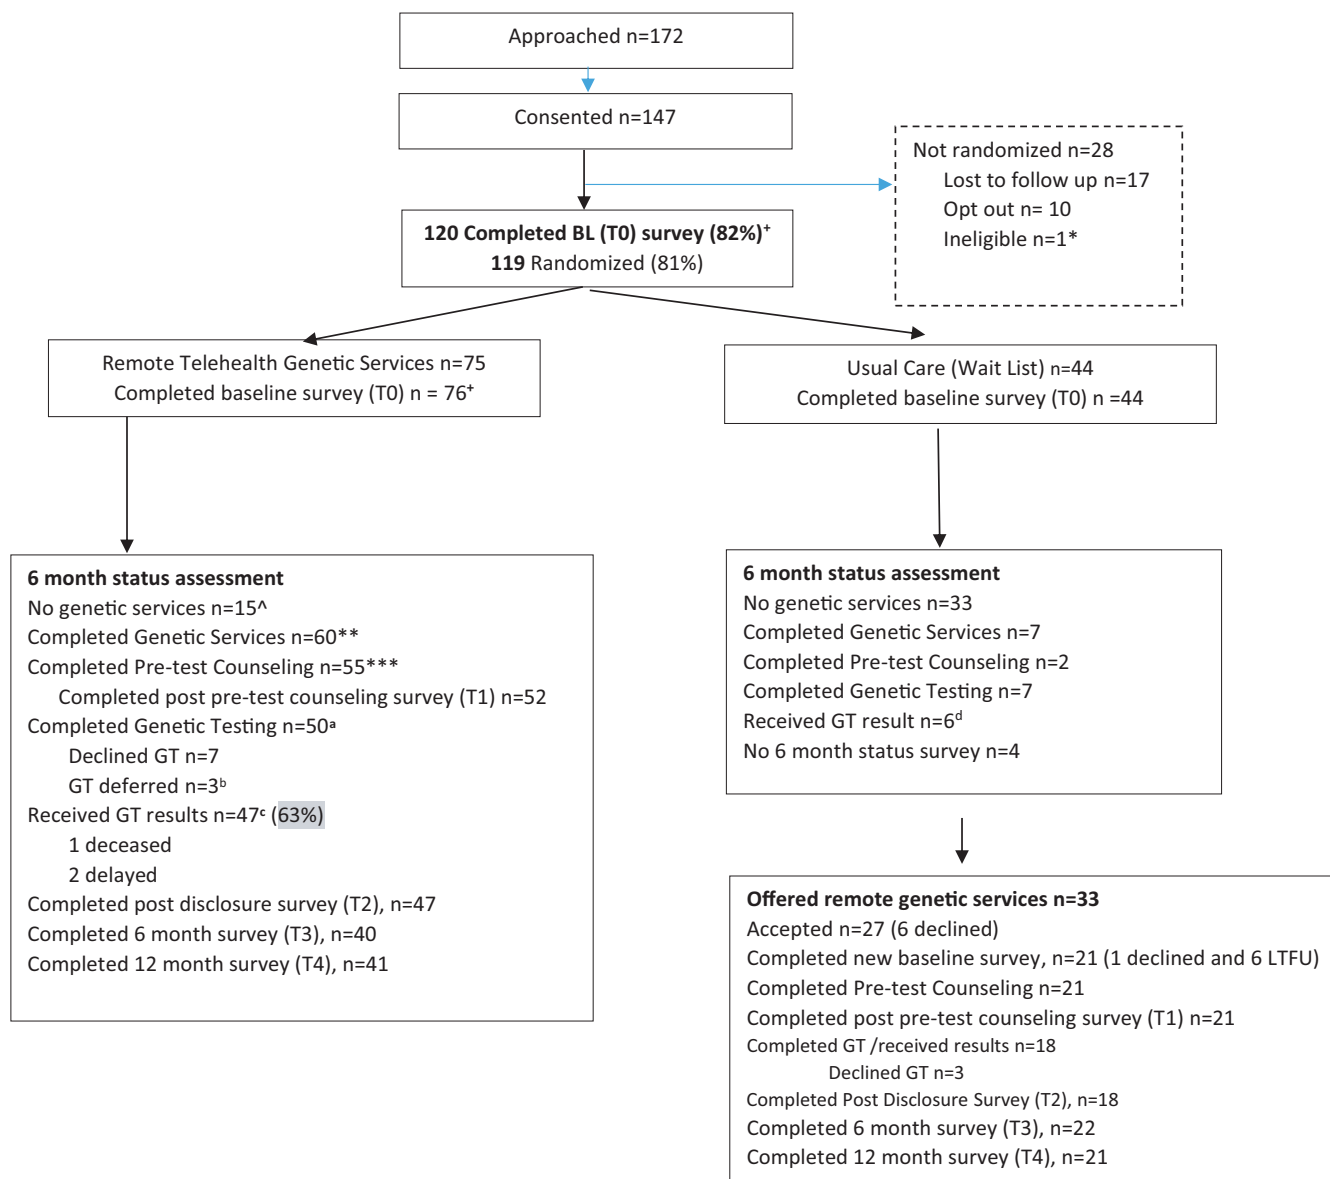 Approached n=172
Consented n=147
Not randomized n=28
Lost to follow up n=17
Opt out n= 10
Ineligible n=1*
120 Completed BL (T0) survey (82%)⁺
119 Randomized (81%)
Remote Telehealth Genetic Services n=75
Completed baseline survey (T0) n = 76⁺
Usual Care (Wait List) n=44
Completed baseline survey (T0) n =44
6 month status assessment
No genetic services n=15^
Completed Genetic Services n=60**
Completed Pre-test Counseling n=55***
Completed post pre-test counseling survey (T1) n=52
Completed Genetic Testing n=50ᵃ
Declined GT n=7
GT deferred n=3ᵇ
Received GT results n=47ᶜ (63%)
1 deceased
2 delayed
Completed post disclosure survey (T2), n=47
Completed 6 month survey (T3), n=40
Completed 12 month survey (T4), n=41
6 month status assessment
No genetic services n=33
Completed Genetic Services n=7
Completed Pre-test Counseling n=2
Completed Genetic Testing n=7
Received GT result n=6ᵈ
No 6 month status survey n=4
Offered remote genetic services n=33
Accepted n=27 (6 declined)
Completed new baseline survey, n=21 (1 declined and 6 LTFU)
Completed Pre-test Counseling n=21
Completed post pre-test counseling survey (T1) n=21
Completed GT /received results n=18
Declined GT n=3
Completed Post Disclosure Survey (T2), n=18
Completed 6 month survey (T3), n=22
Completed 12 month survey (T4), n=21